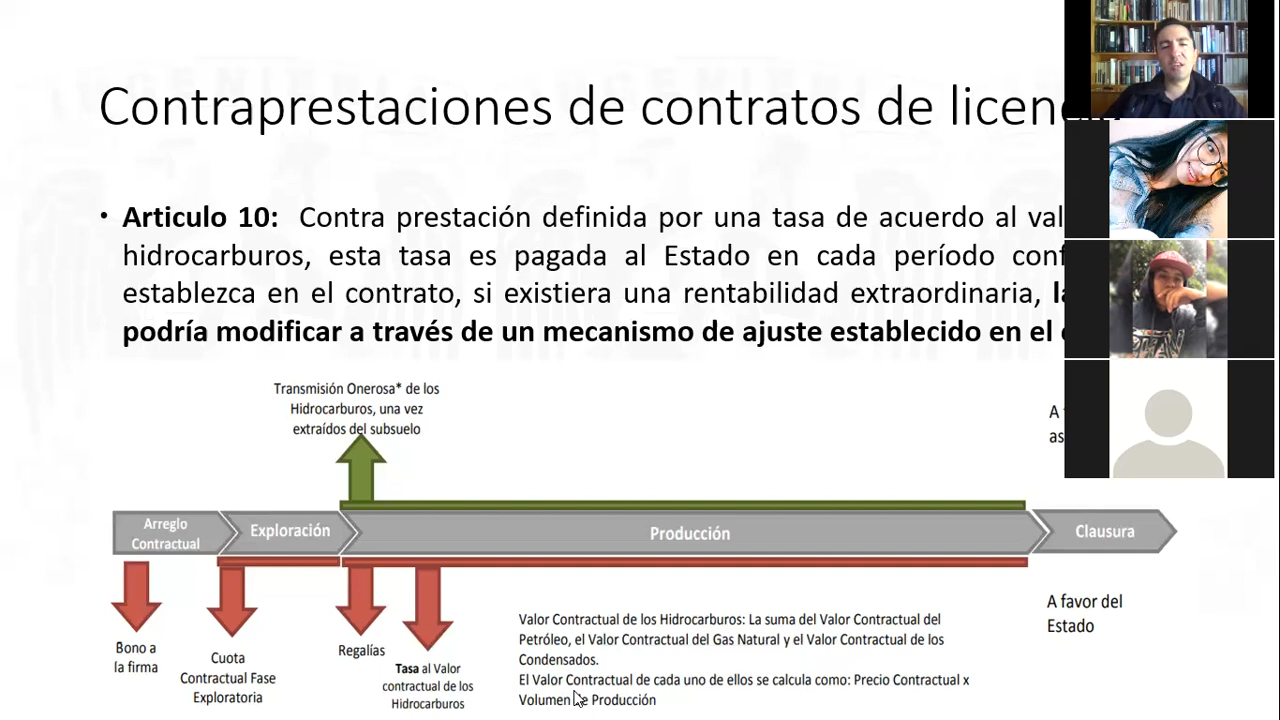 Contraprestaciones de contratos de
• Articulo 10: Contra prestación definida por una tasa de acuerdo al
hidrocarburos, esta tasa es pagada al Estado en cada período
establezca en el contrato, si existiera una rentabilidad extraordinaria,
podría modificar a través de un mecanismo de ajuste establecido en el
Transmisión Onerosa* de los
Hidrocarburos, una vez
extraídos del subsuelo
A
Arreglo
Contractual
Exploración
Producción
Clausura
Bono a
la firma
Cuota
Contractual Fase
Exploratoria
Regalías
Tasa al Valor
contractual de los
Hidrocarburos
Valor Contractual de los Hidrocarburos: La suma del Valor Contractual del
Petróleo, el Valor Contractual del Gas Natural y el Valor Contractual de los
Condensados.
El Valor Contractual de cada uno de ellos se calcula como: Precio Contractual x
Volumen de Producción
A favor del
Estado